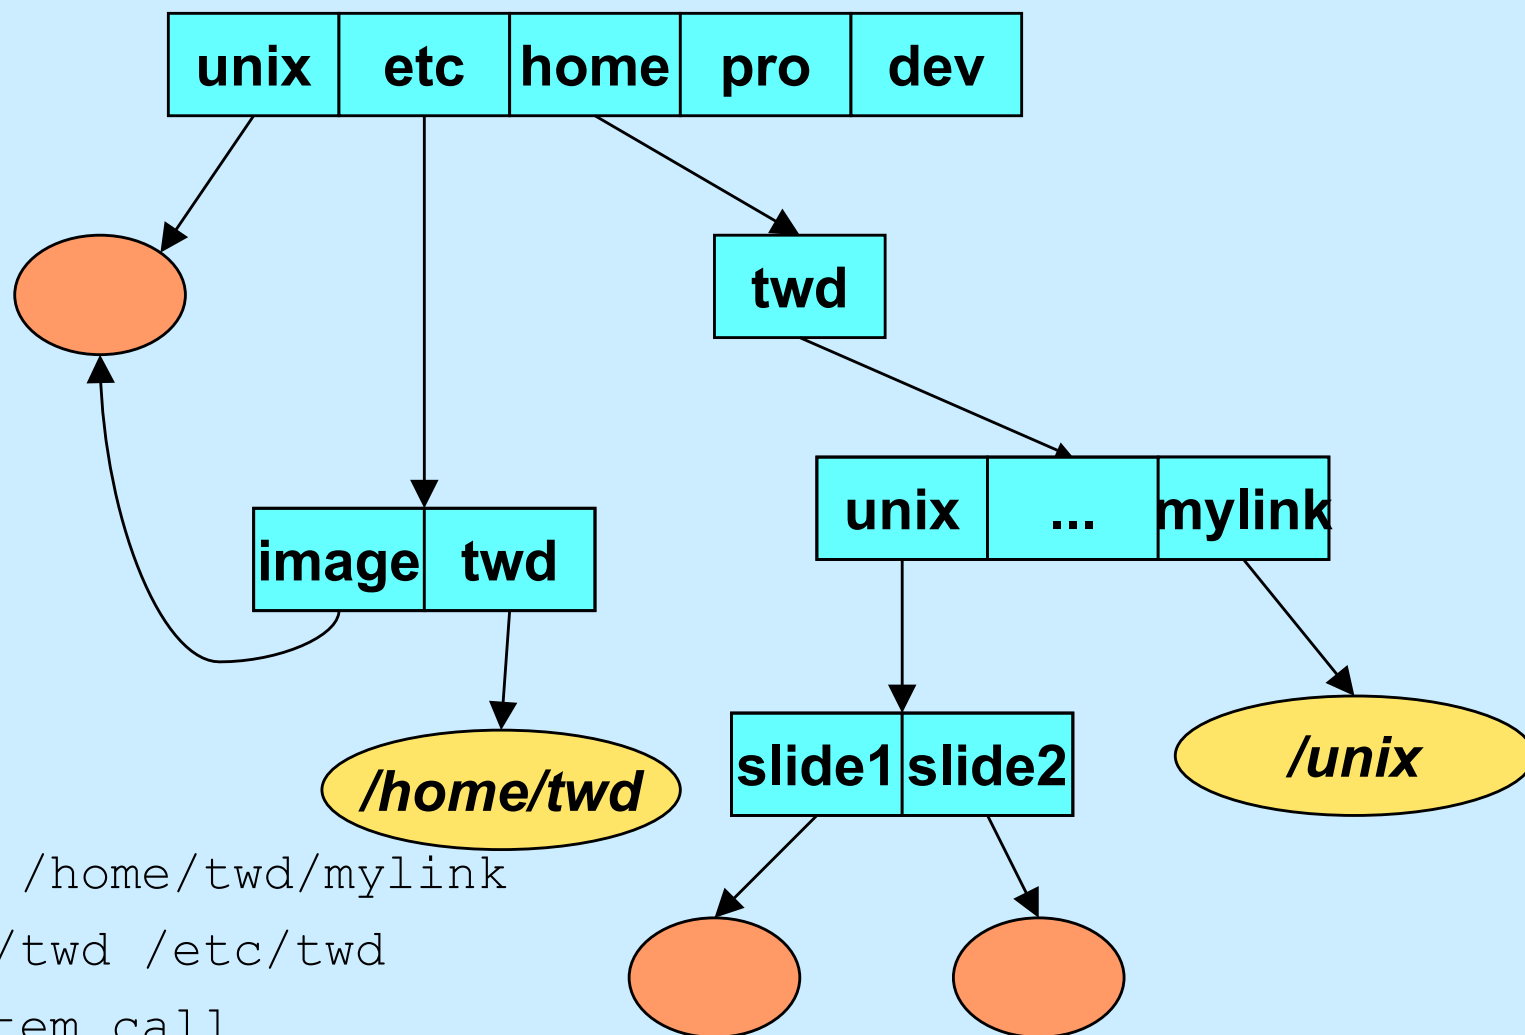 unix etc home pro dev
twd
unix ... mylink
image twd
slide1 slide2
/unix
/home/twd
/home/twd/mylink
/twd /etc/twd
call